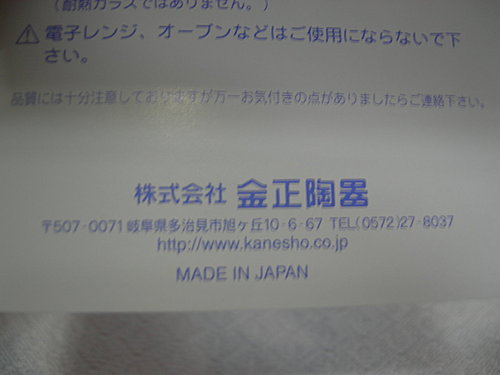 (耐熱ガラスではありません。)
⚠電子レンジ、オーブンなどはご使用にならないで下
さい。
品質には十分注意しておりますが万一お気付きの点がありましたらご連絡下さい。
株式会社 金正陶器
〒507-0071岐阜県多治見市旭ヶ丘10-6-67 TEL(0572)27-8037
http://www.kanesho.co.jp
MADE IN JAPAN